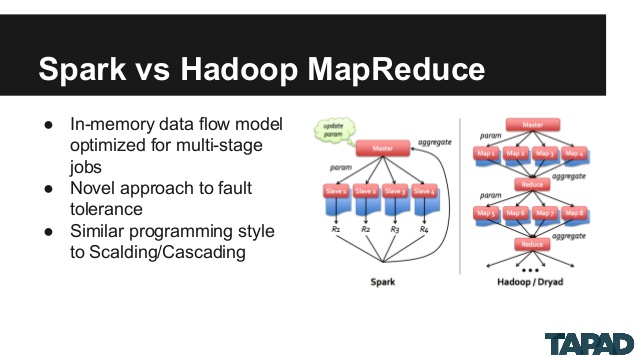 Spark vs Hadoop MapReduce
● In-memory data flow model
optimized for multi-stage
jobs
● Novel approach to fault
tolerance
● Similar programming style
to Scalding/Cascading
update
param
Master
aggregate
param
Slave 1 Slave 2 Slave 3 Slave 4
R1 R2 R3 R4
Spark
Master
param
Map 1 Map 2 Map 3 Map 4
aggregate
Reduce
param
Map 5 Map 6 Map 7 Map 8
aggregate
Reduce
Hadoop / Dryad
TAPAD